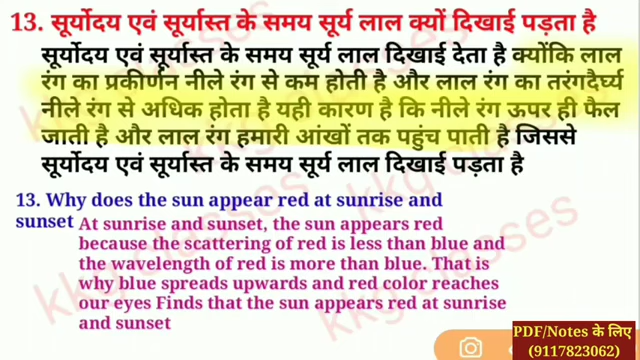 13. सूर्योदय एवं सूर्यास्त के समय सूर्य लाल क्यों दिखाई पड़ता है
सूर्योदय एवं सूर्यास्त के समय सूर्य लाल दिखाई देता है क्योंकि लाल
रंग का प्रकीर्णन नीले रंग से कम होती है और लाल रंग का तरंगदैर्घ्य
नीले रंग से अधिक होता है यही कारण है कि नीले रंग ऊपर ही फैल
जाती है और लाल रंग हमारी आंखों तक पहुंच पाती है जिससे
सूर्योदय एवं सूर्यास्त के समय सूर्य लाल दिखाई पड़ता है
13. Why does the sun appear red at sunrise and
sunset At sunrise and sunset, the sun appears red
because the scattering of red is less than blue and
the wavelength of red is more than blue. That is
why blue spreads upwards and red color reaches
our eyes Finds that the sun appears red at sunrise
and sunset
kkg classes
kkg classes
PDF/Notes के लिए
(9117823062)